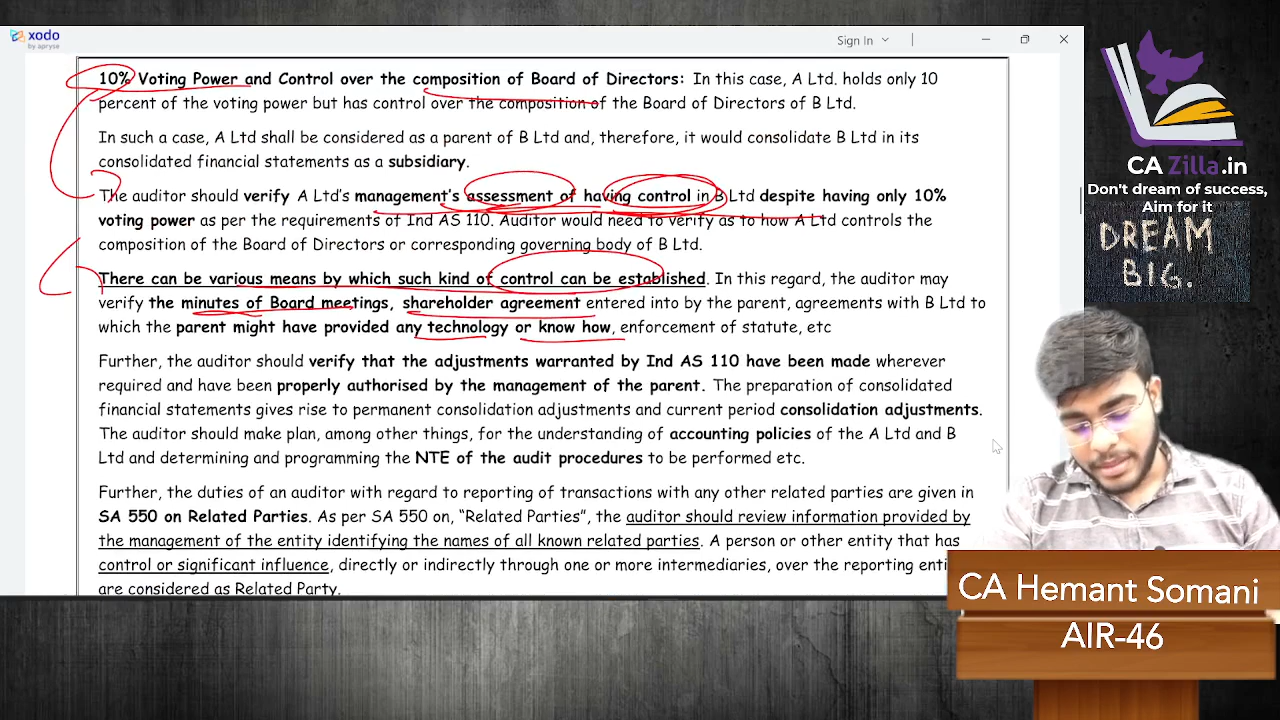 xodo
by apryse
Sign In
10% Voting Power and Control over the composition of Board of Directors: In this case, A Ltd. holds only 10
percent of the voting power but has control over the composition of the Board of Directors of B Ltd.
In such a case, A Ltd shall be considered as a parent of B Ltd and, therefore, it would consolidate B Ltd in its
consolidated financial statements as a subsidiary.
The auditor should verify A Ltd's management's assessment of having control in B Ltd despite having only 10%
voting power as per the requirements of Ind AS 110. Auditor would need to verify as to how A Ltd controls the
composition of the Board of Directors or corresponding governing body of B Ltd.
There can be various means by which such kind of control can be established. In this regard, the auditor may
verify the minutes of Board meetings, shareholder agreement entered into by the parent, agreements with B Ltd to
which the parent might have provided any technology or know how, enforcement of statute, etc
Further, the auditor should verify that the adjustments warranted by Ind AS 110 have been made wherever
required and have been properly authorised by the management of the parent. The preparation of consolidated
financial statements gives rise to permanent consolidation adjustments and current period consolidation adjustments.
The auditor should make plan, among other things, for the understanding of accounting policies of the A Ltd and B
Ltd and determining and programming the NTE of the audit procedures to be performed etc.
Further, the duties of an auditor with regard to reporting of transactions with any other related parties are given in
SA 550 on Related Parties. As per SA 550 on, "Related Parties", the auditor should review information provided by
the management of the entity identifying the names of all known related parties. A person or other entity that has
control or significant influence, directly or indirectly through one or more intermediaries, over the reporting
are considered as Related Party.
CA Zilla.in
Don't dream of success,
Aim for it
DREAM
BIG.
CA Hemant Somani
AIR-46